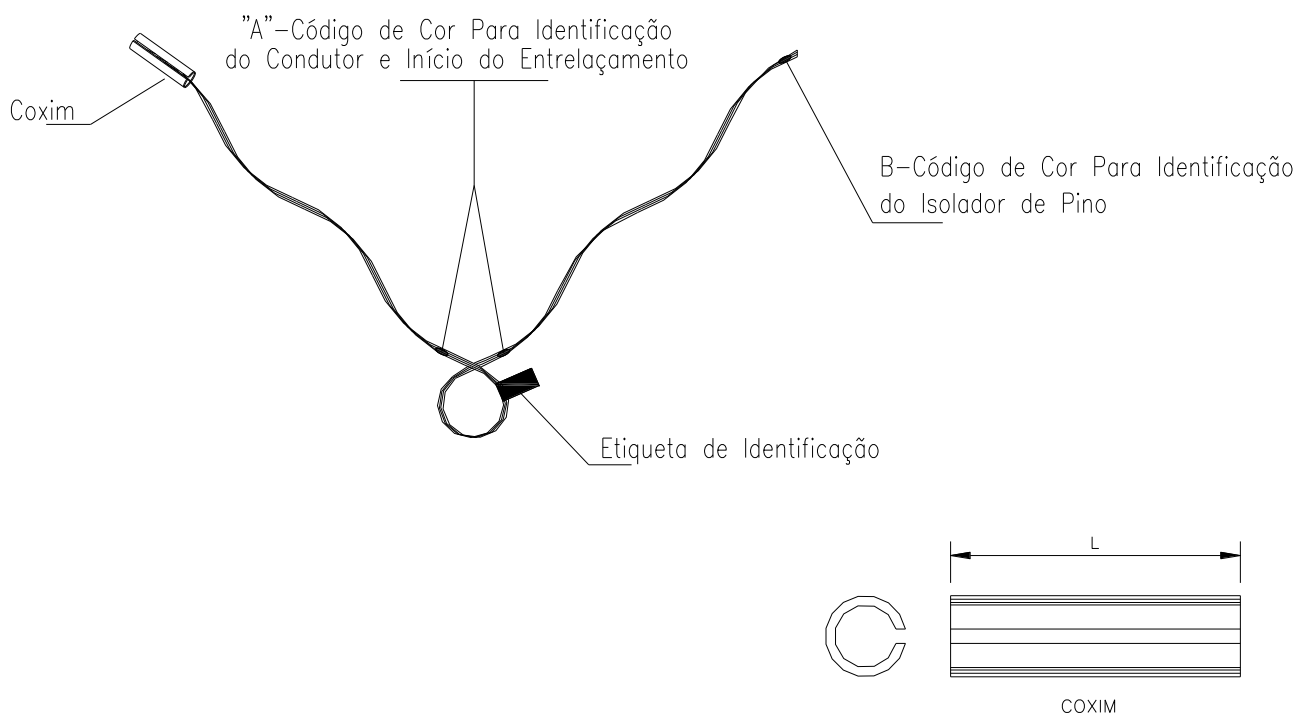 "A"-Código de Cor Para Identificação
do Condutor e Início do Entrelaçamento
Coxim
B-Código de Cor Para Identificação
do Isolador de Pino
Etiqueta de Identificação
L
COXIM